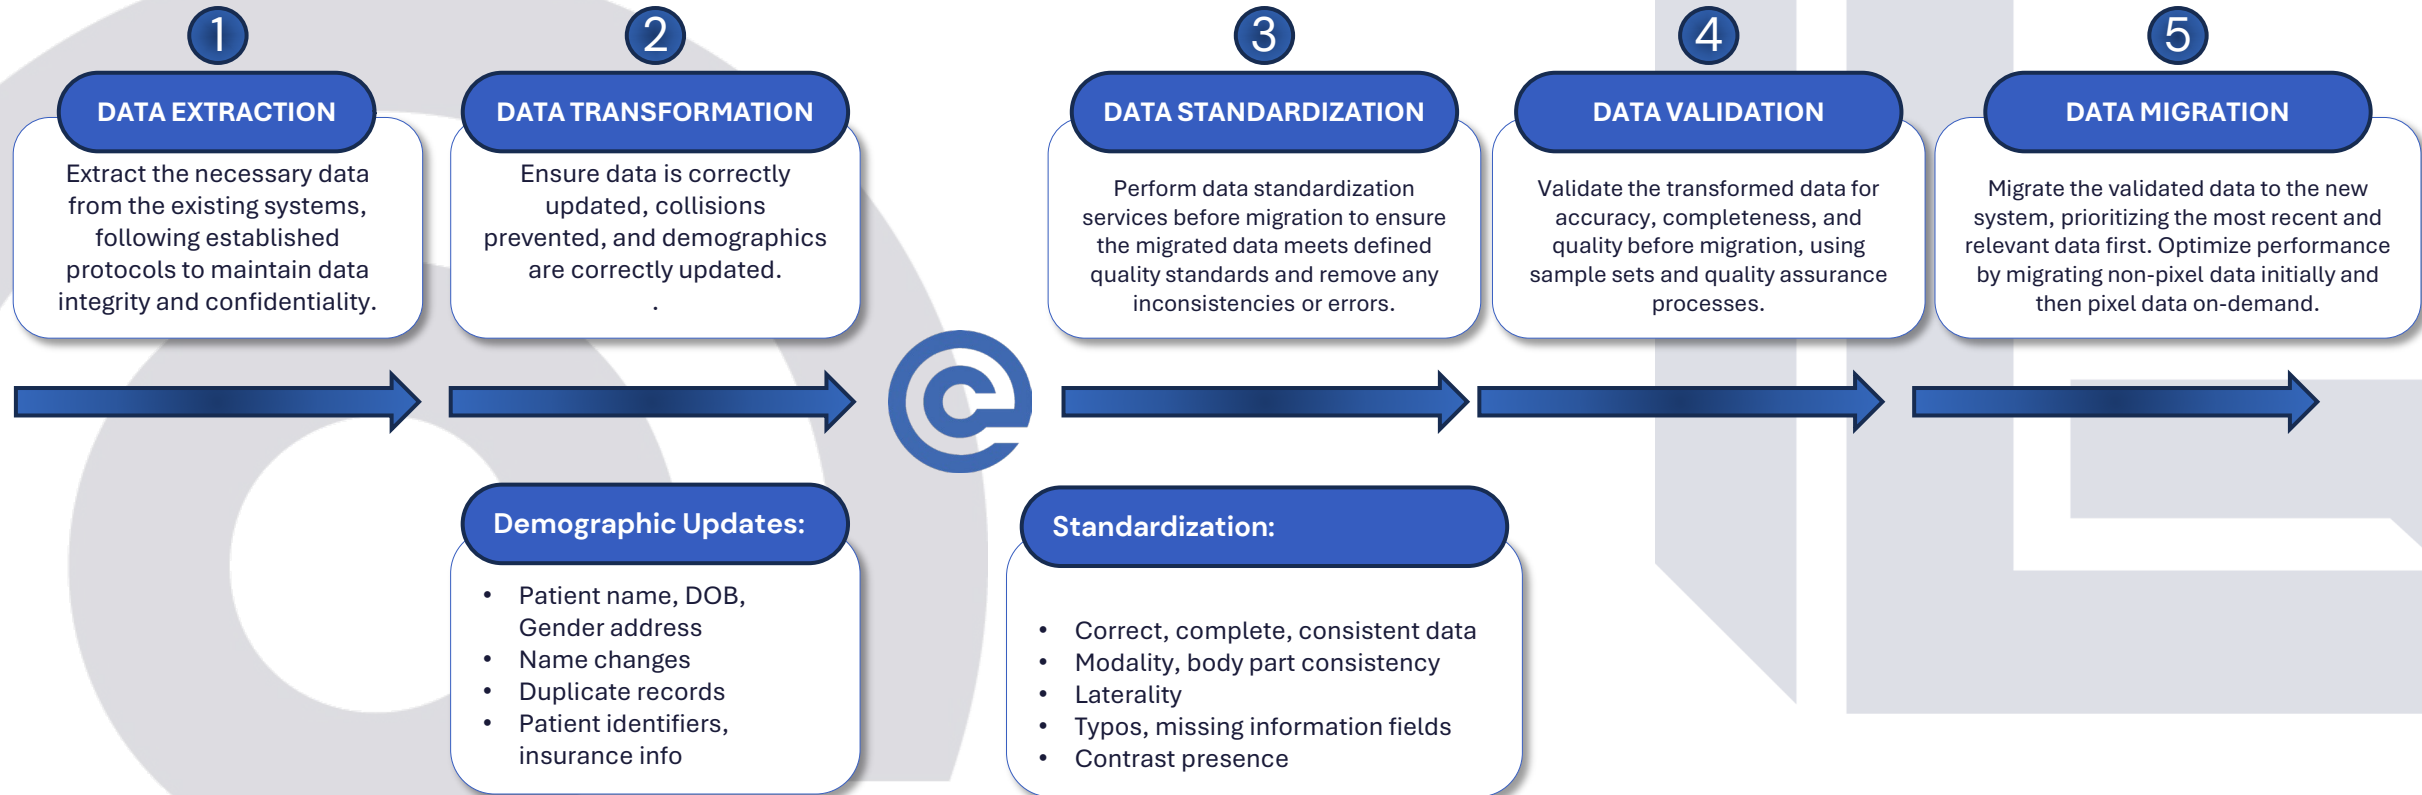 1
DATA EXTRACTION
Extract the necessary data
from the existing systems,
following established
protocols to maintain data
integrity and confidentiality.
2
DATA TRANSFORMATION
Ensure data is correctly
updated, collisions
prevented, and demographics
are correctly updated.
.
3
DATA STANDARDIZATION
Perform data standardization
services before migration to ensure
the migrated data meets defined
quality standards and remove any
inconsistencies or errors.
4
DATA VALIDATION
Validate the transformed data for
accuracy, completeness, and
quality before migration, using
sample sets and quality assurance
processes.
5
DATA MIGRATION
Migrate the validated data to the new
system, prioritizing the most recent and
relevant data first. Optimize performance
by migrating non-pixel data initially and
then pixel data on-demand.
Demographic Updates:
• Patient name, DOB,
Gender address
• Name changes
• Duplicate records
• Patient identifiers,
insurance info
Standardization:
• Correct, complete, consistent data
• Modality, body part consistency
• Laterality
• Typos, missing information fields
• Contrast presence